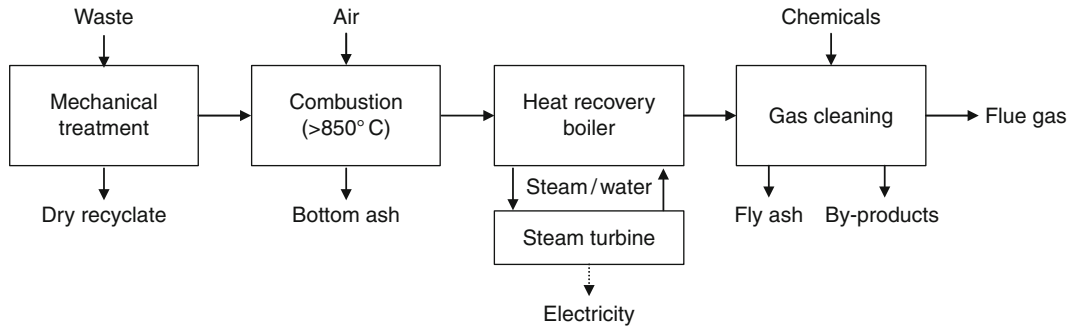 Waste
Air
Chemicals
Mechanical
treatment
Combustion
(>850° C)
Heat recovery
boiler
Gas cleaning
Flue gas
Dry recyclate
Bottom ash
Steam/water
Fly ash
By-products
Steam turbine
Electricity